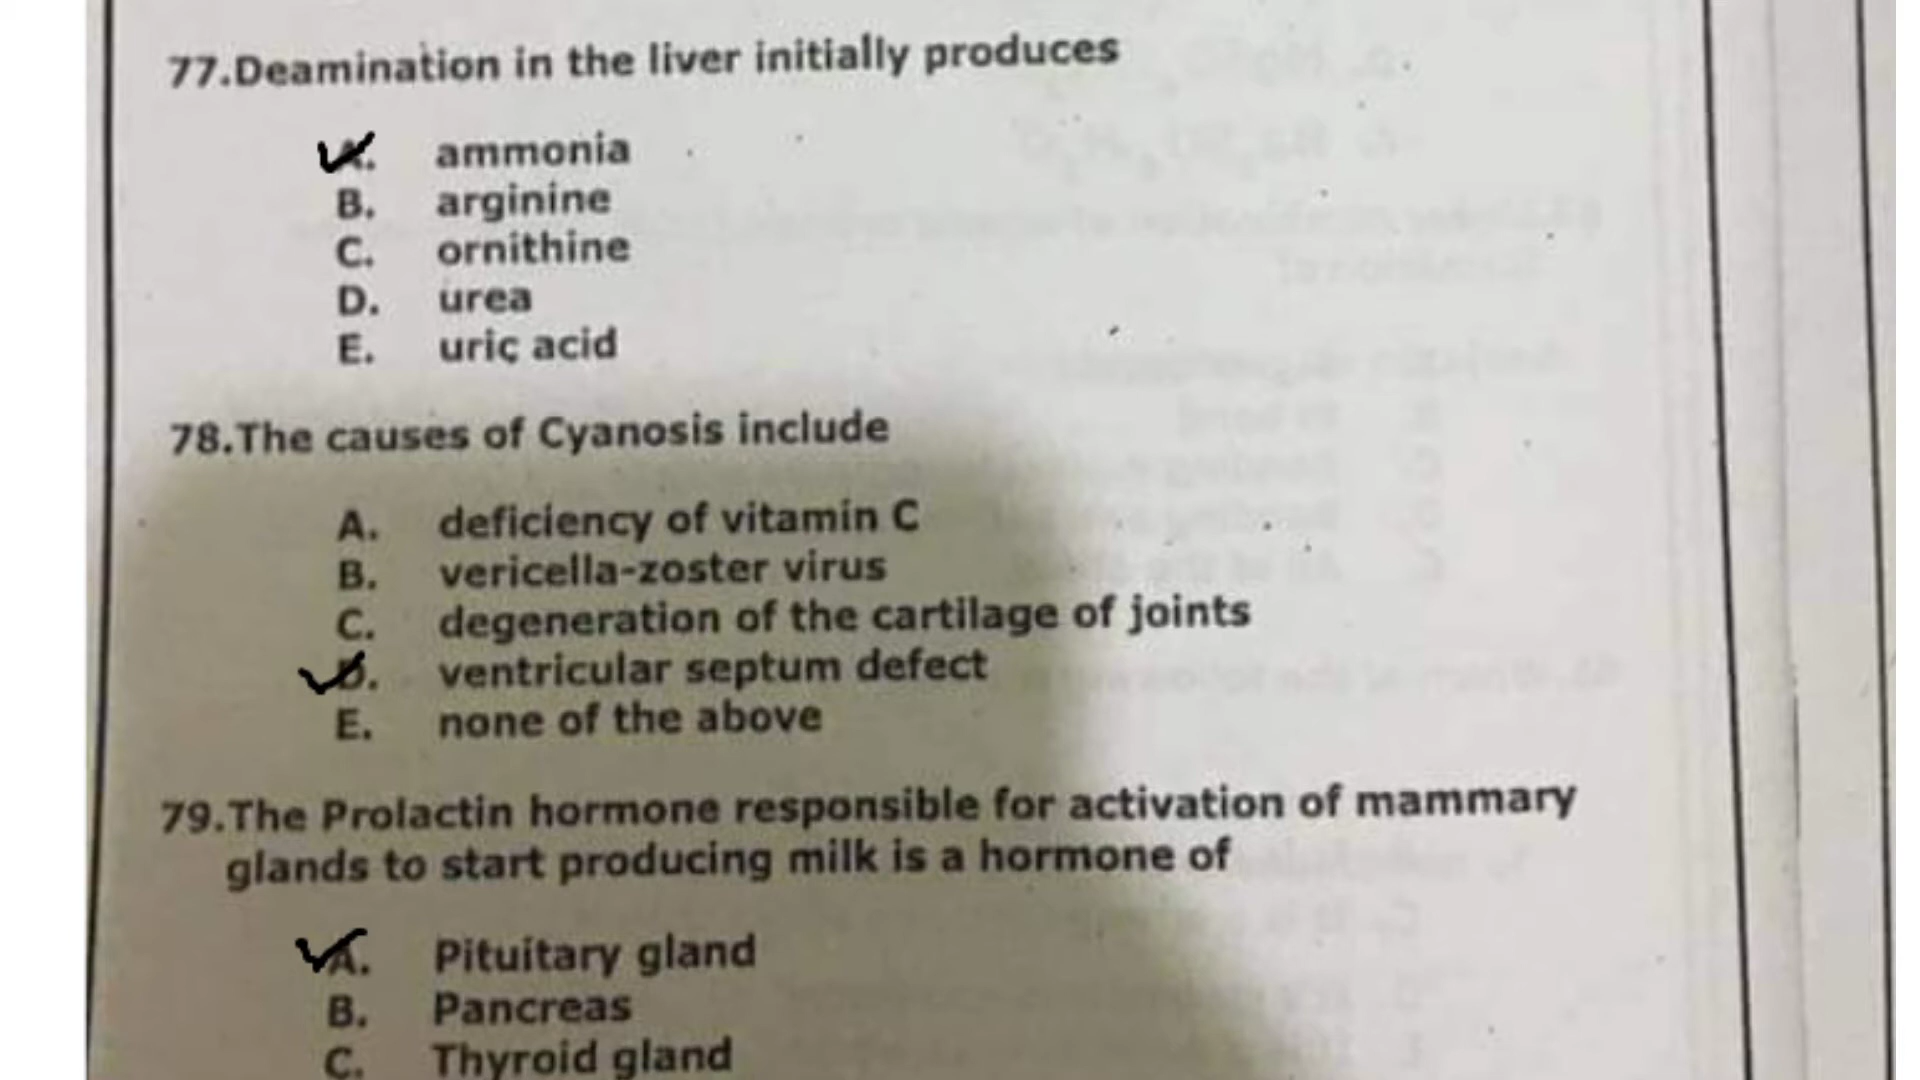 77.Deamination in the liver initially produces
A. ammonia
B. arginine
C. ornithine
D. urea
E. uric acid
78.The causes of Cyanosis include
A. deficiency of vitamin C
B. vericella-zoster virus
C. degeneration of the cartilage of joints
D. ventricular septum defect
E. none of the above
79.The Prolactin hormone responsible for activation of mammary
glands to start producing milk is a hormone of
A. Pituitary gland
B. Pancreas
C. Thyroid gland